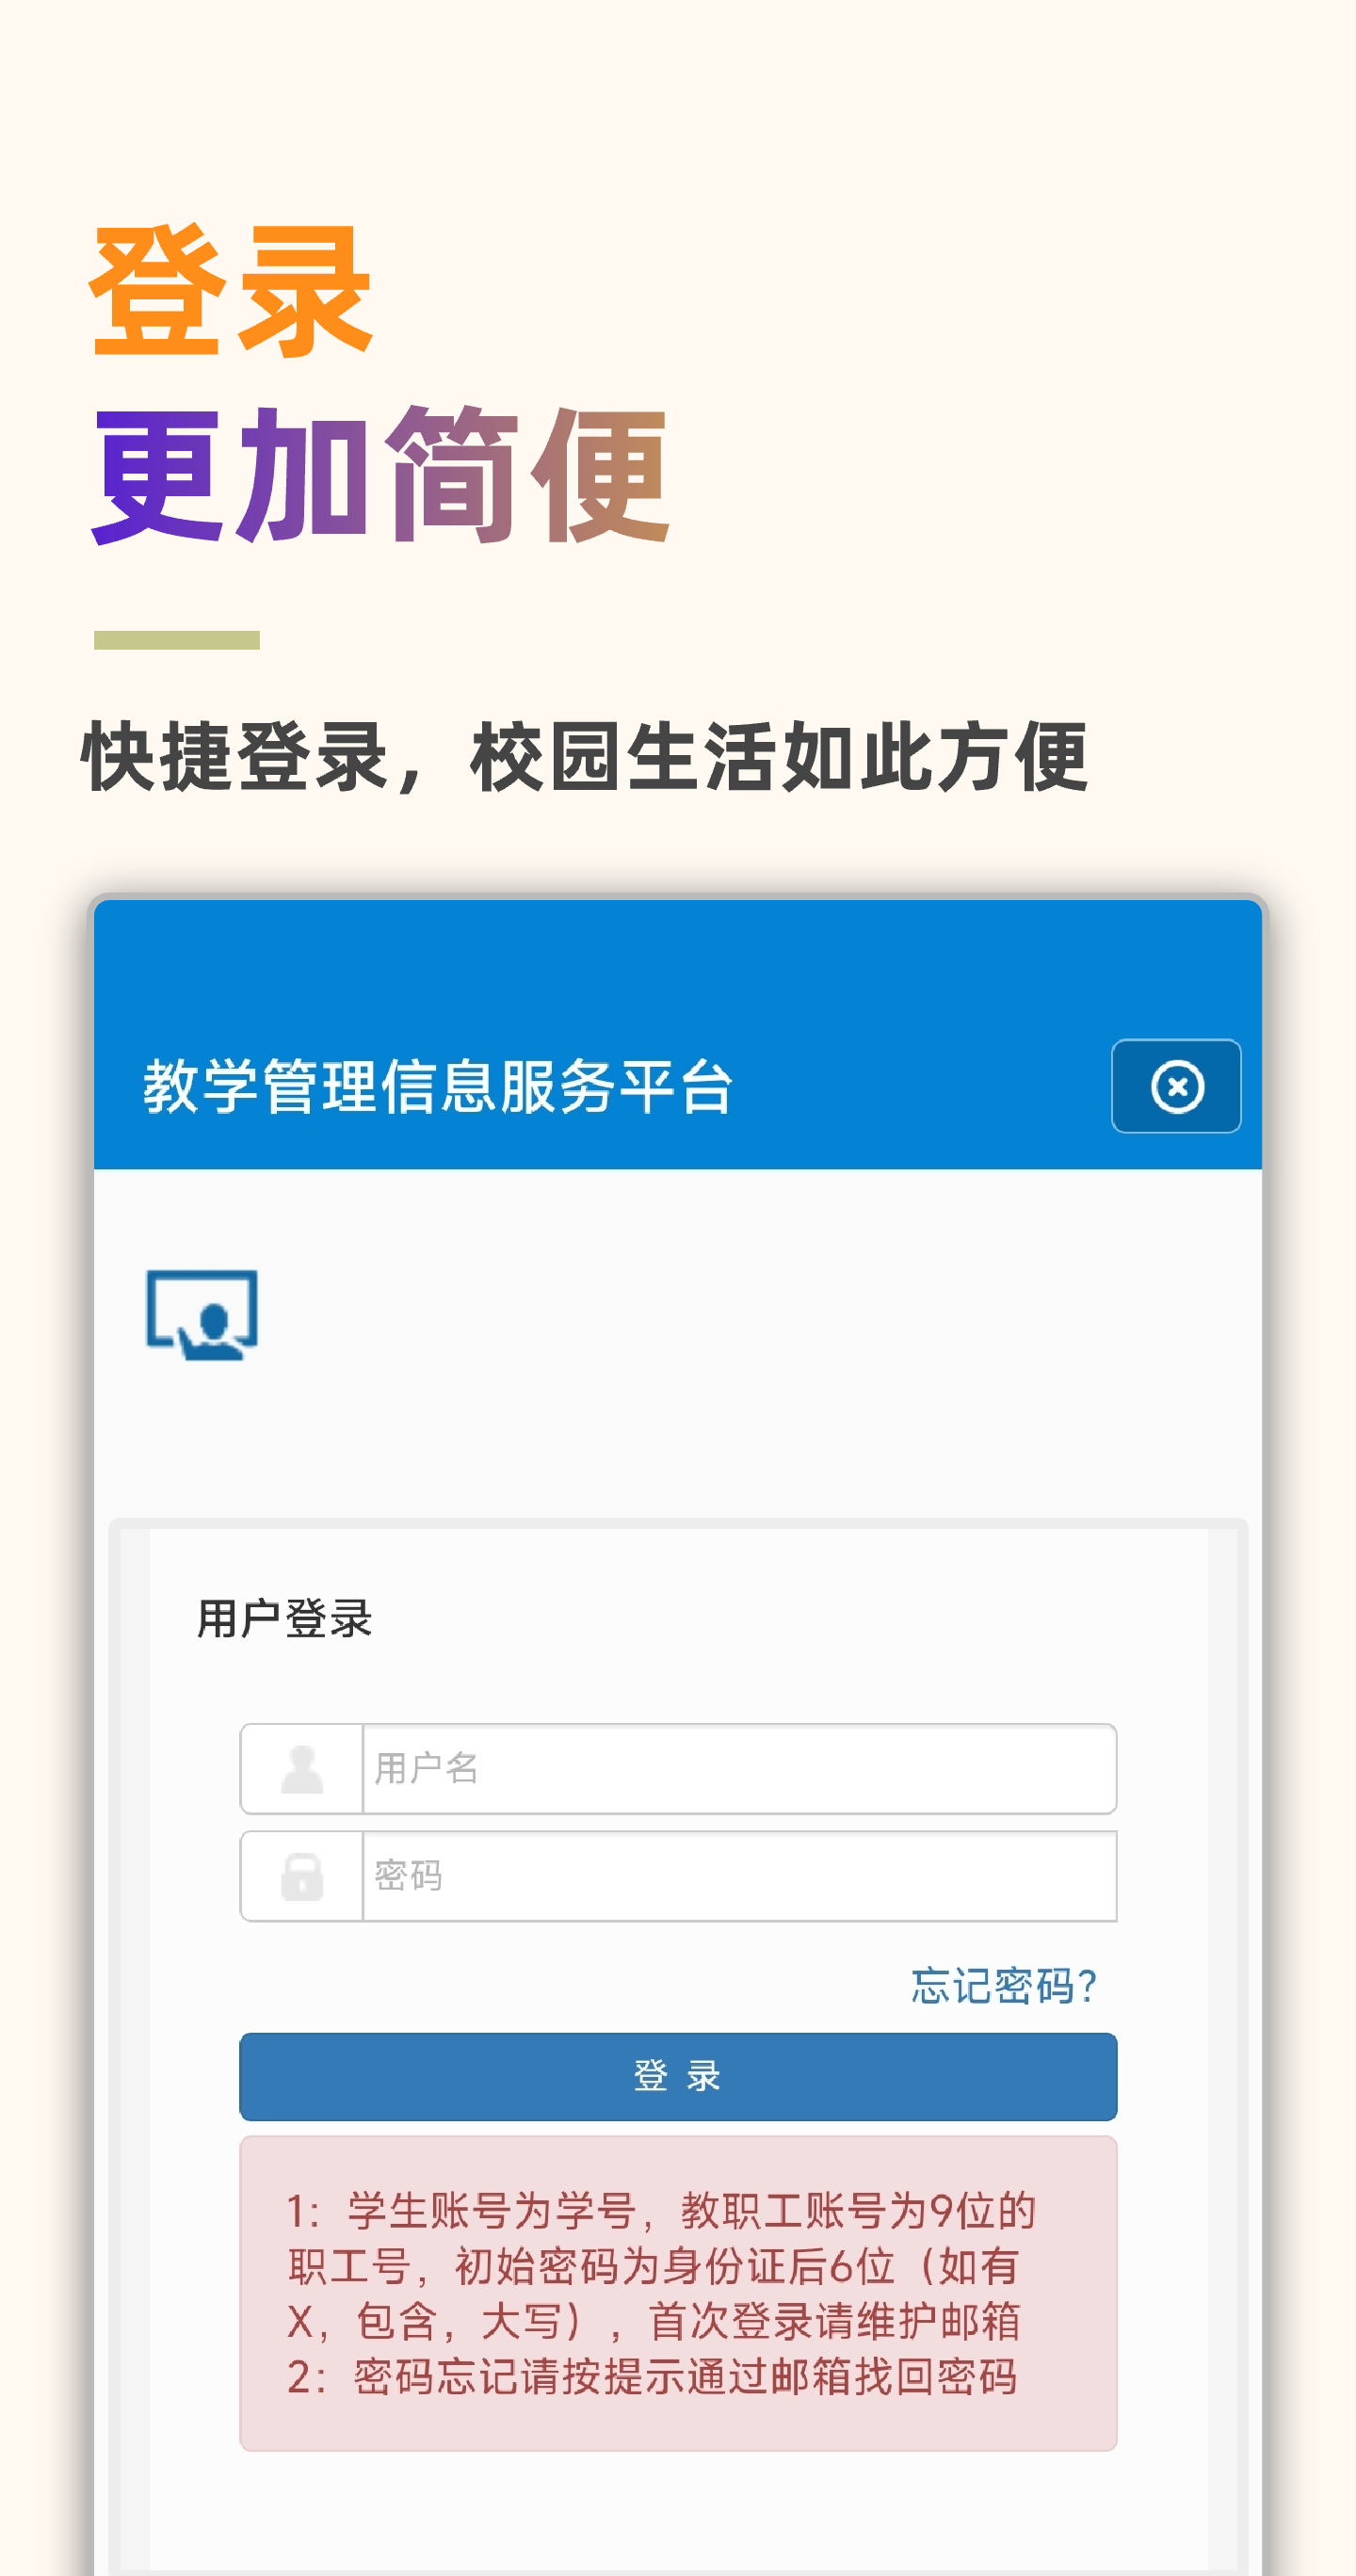 登录
更加简便
快捷登录，校园生活如此方便
教学管理信息服务平台
用户登录
用户名
密码
忘记密码？
登 录
1：学生账号为学号，教职工账号为9位的
职工号，初始密码为身份证后6位（如有
X，包含，大写），首次登录请维护邮箱
2：密码忘记请按提示通过邮箱找回密码